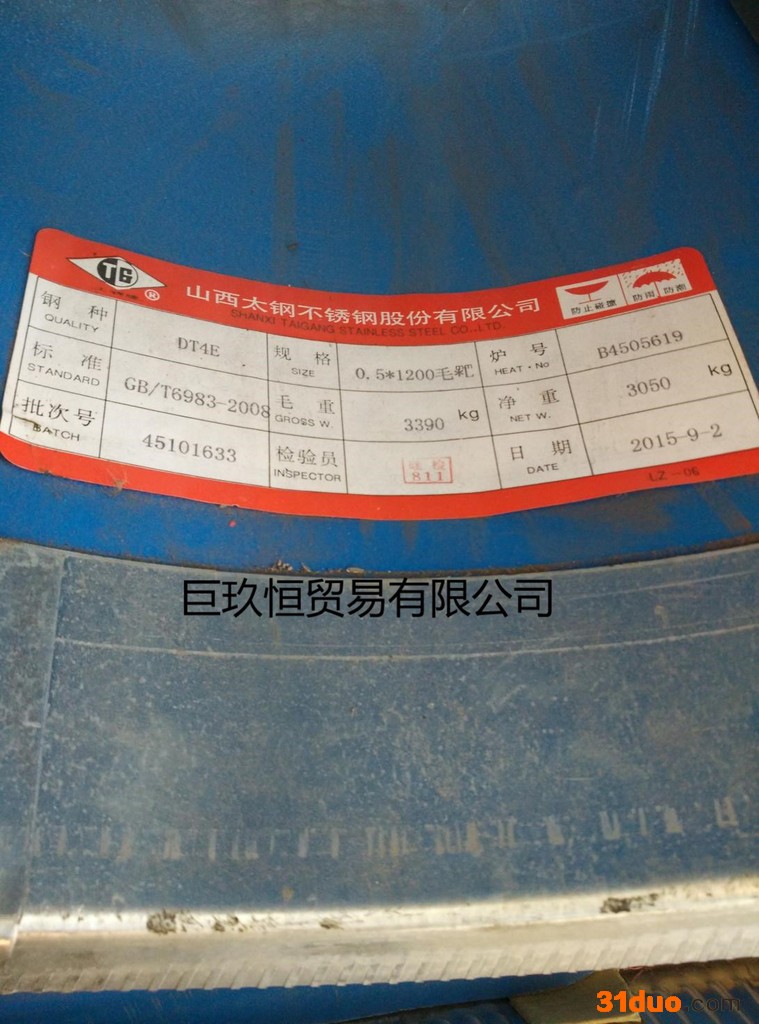 TG
®
山西太钢不锈钢股份有限公司
SHANXI TAIGANG STAINLESS STEEL CO.,LTD.
防止碰撞 防雨 防潮
钢种 QUALITY DT4E 规格 SIZE 0.5*1200毛 炉号 HEAT·No B4505619
标准 STANDARD GB/T6983-2008 毛重 GROSS W. 3390 kg 净重 NET W. 3050 kg
批次号 BATCH 45101633 检验员 INSPECTOR 811 日期 DATE 2015-9-2
LZ-06
巨玖恒贸易有限公司
31duo.com